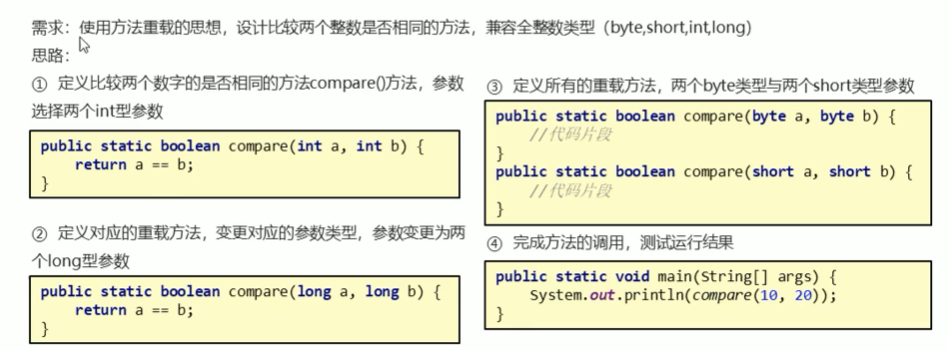 需求：使用方法重载的思想，设计比较两个整数是否相同的方法，兼容全整数类型（byte,short,int,long)
思路：
① 定义比较两个数字的是否相同的方法compare()方法，参数
选择两个int型参数
public static boolean compare(int a, int b) {
    return a == b;
}
② 定义对应的重载方法，变更对应的参数类型，参数变更为两
个long型参数
public static boolean compare(long a, long b) {
    return a == b;
}
③ 定义所有的重载方法，两个byte类型与两个short类型参数
public static boolean compare(byte a, byte b) {
    //代码片段
}
public static boolean compare(short a, short b) {
    //代码片段
}
④ 完成方法的调用，测试运行结果
public static void main(String[] args) {
    System.out.println(compare(10, 20));
}